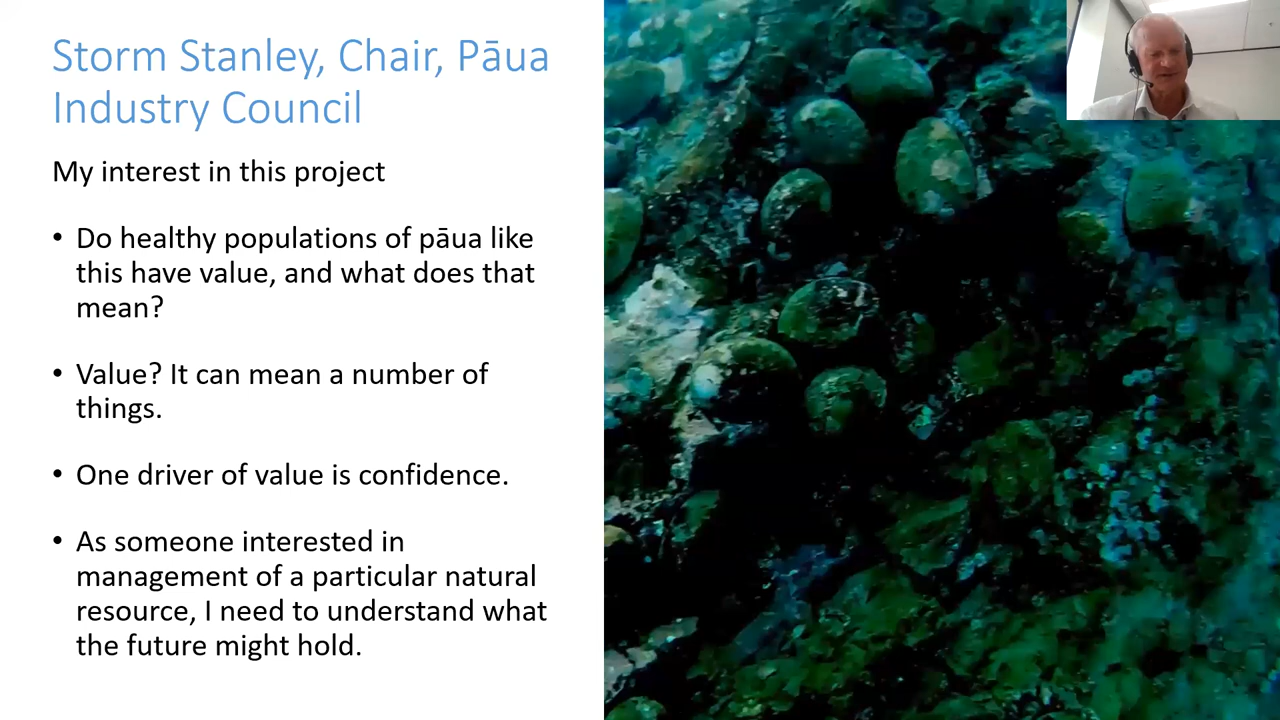 Storm Stanley, Chair, Pāua
Industry Council
My interest in this project
• Do healthy populations of pāua like
this have value, and what does that
mean?
• Value? It can mean a number of
things.
• One driver of value is confidence.
• As someone interested in
management of a particular natural
resource, I need to understand what
the future might hold.